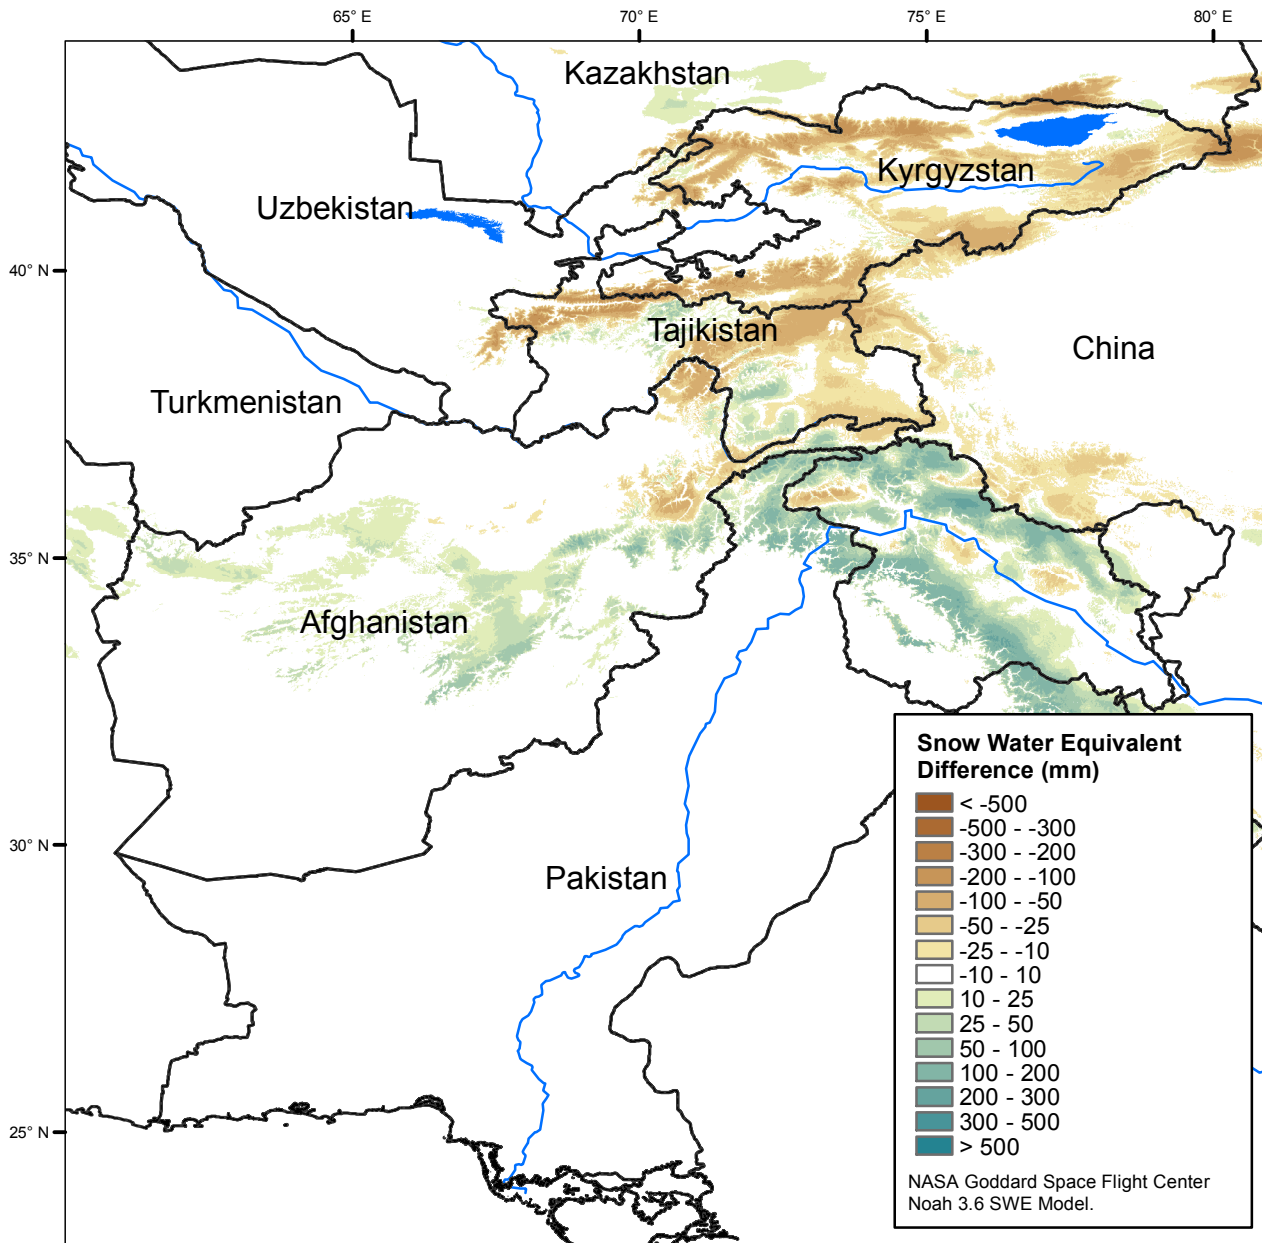 65° E 70° E 75° E 80° E
Kazakhstan
Kyrgyzstan
Uzbekistan
40° N
Tajikistan
China
Turkmenistan
35° N
Afghanistan
Snow Water Equivalent
Difference (mm)
< -500
-500 - -300
-300 - -200
-200 - -100
-100 - -50
-50 - -25
-25 - -10
-10 - 10
10 - 25
25 - 50
50 - 100
100 - 200
200 - 300
300 - 500
> 500
NASA Goddard Space Flight Center
Noah 3.6 SWE Model.
30° N
Pakistan
25° N